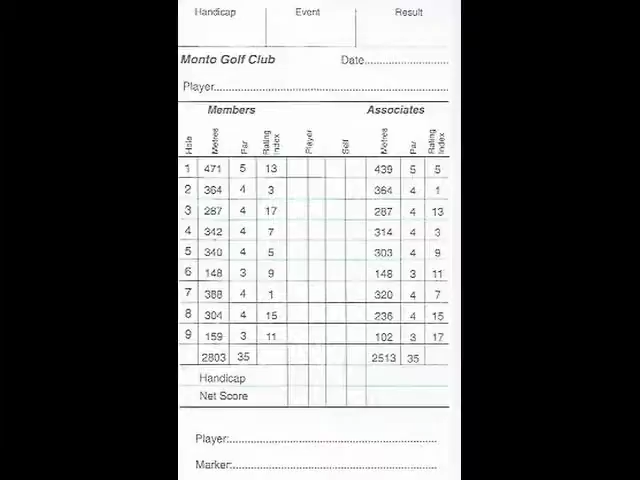 Handicap Event Result
Monto Golf Club Date
Player
Members Associates
Hole Metres Par Rating Index Player Self Metres Par Rating Index
1 471 5 13 439 5 5
2 364 4 3 364 4 1
3 287 4 17 287 4 13
4 342 4 7 314 4 3
5 340 4 5 303 4 9
6 148 3 9 148 3 11
7 388 4 1 320 4 7
8 304 4 15 236 4 15
9 159 3 11 102 3 17
2803 35 2513 35
Handicap
Net Score
Player:
Marker: